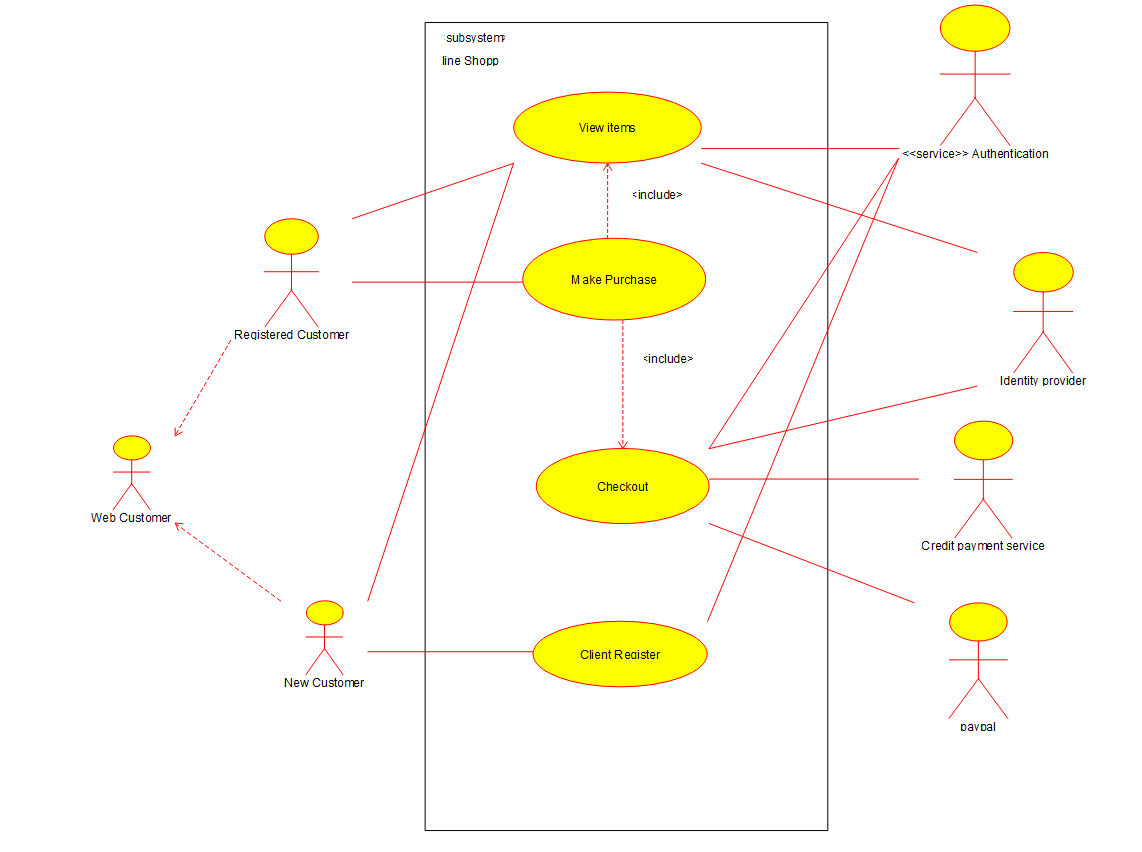 <subsystem>
line Shopp
View items
<<service>> Authentication
<include>
Make Purchase
Registered Customer
<include>
Identity provider
Checkout
Web Customer
Credit payment service
Client Register
New Customer
paypal